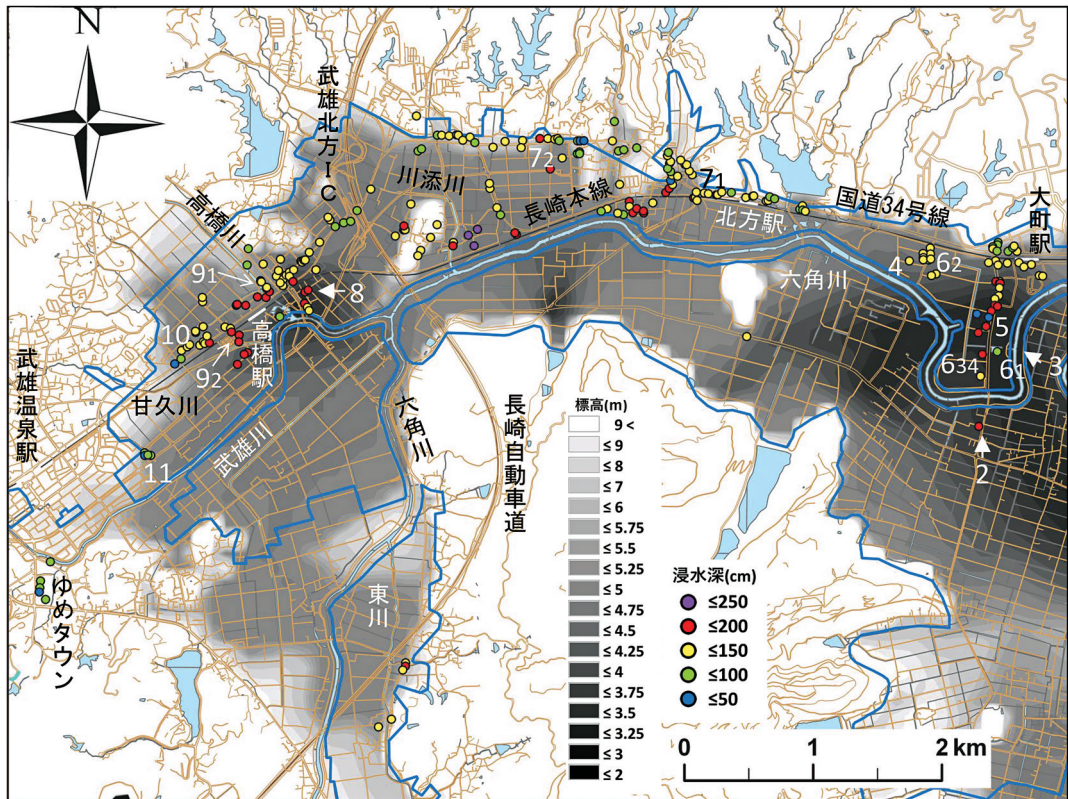 N
武雄北方IC
川添川
7₂
長崎本線
7₁
北方駅
国道34号線
大町駅
高橋川
9₁
8
4
6₂
六角川
5
10
高橋駅
9₂
6₃₄
6₁
3
武雄温泉駅
甘久川
武雄川
六角川
長崎自動車道
2
11
ゆめタウン
東川
標高(m)
9 <
≤ 9
≤ 8
≤ 7
≤ 6
≤ 5.75
≤ 5.5
≤ 5.25
≤ 5
≤ 4.75
≤ 4.5
≤ 4.25
≤ 4
≤ 3.75
≤ 3.5
≤ 3.25
≤ 3
≤ 2
浸水深(cm)
≤250
≤200
≤150
≤100
≤50
0 1 2 km